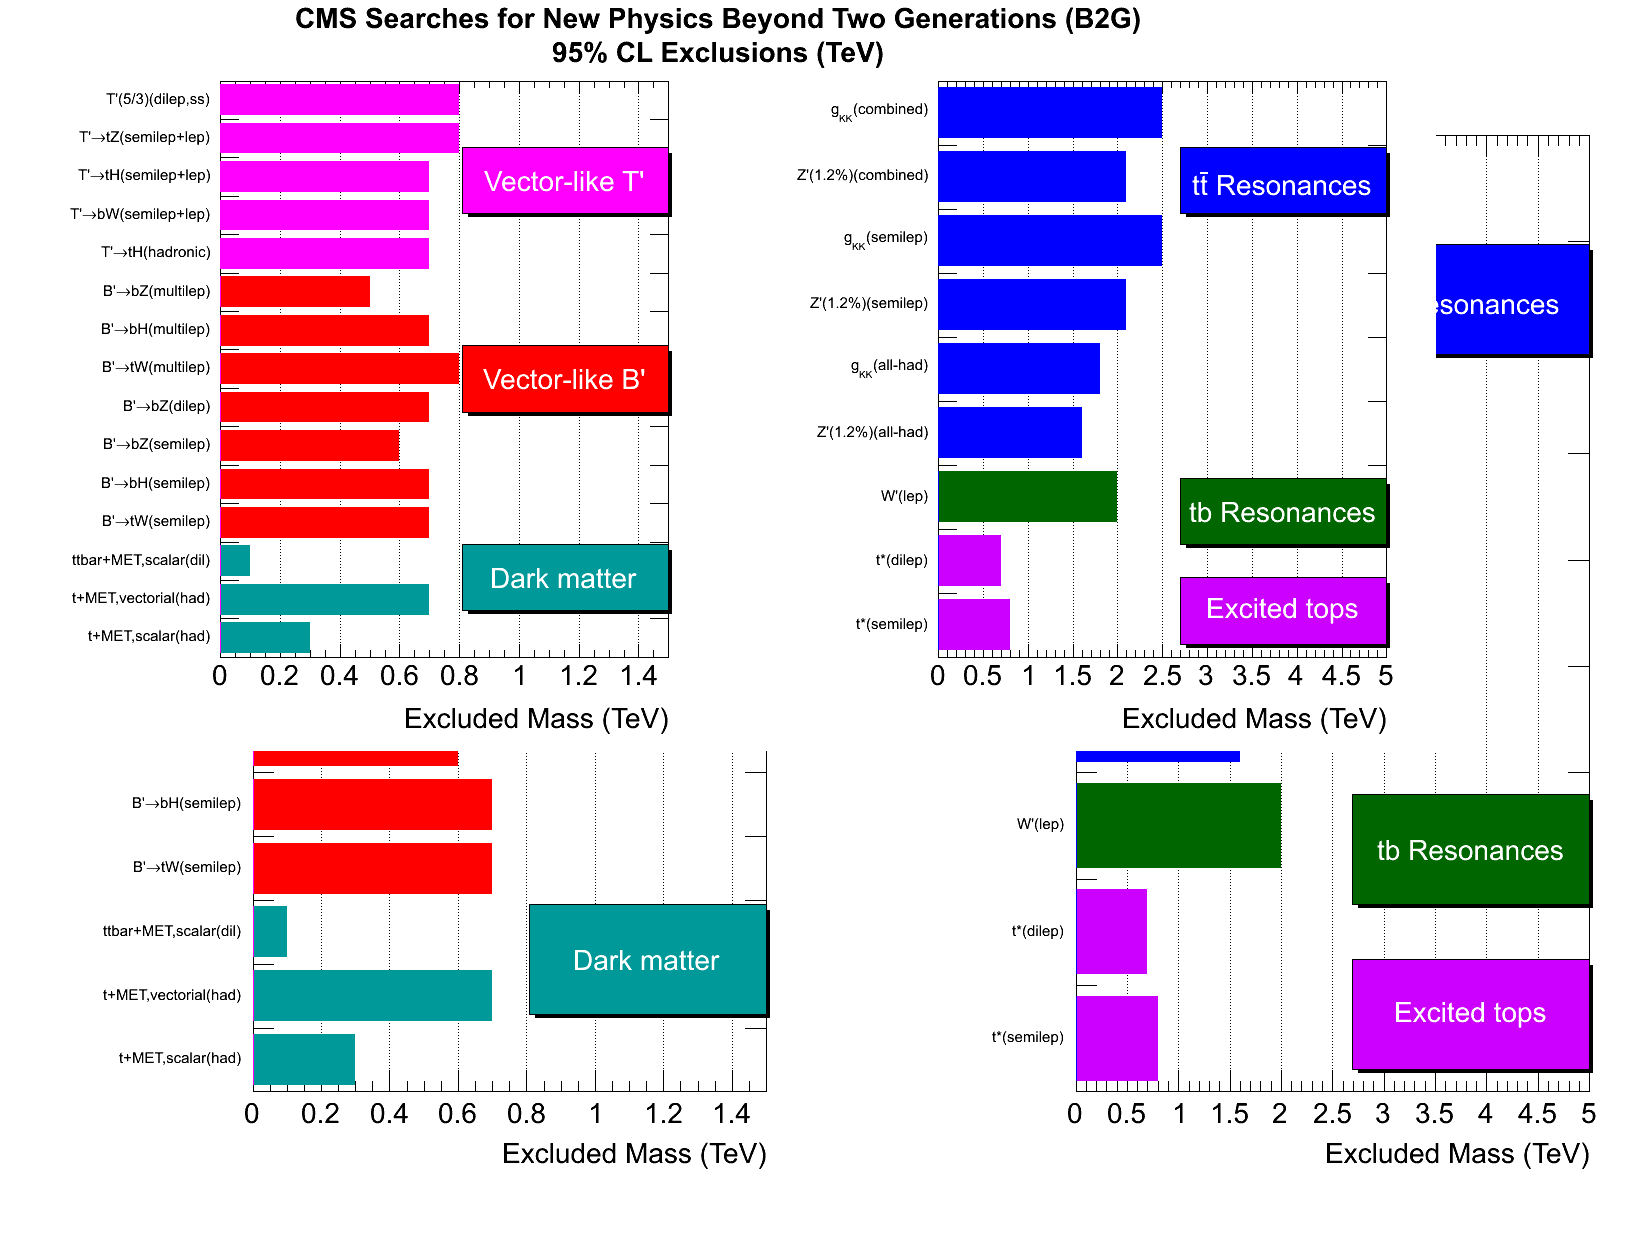 CMS Searches for New Physics Beyond Two Generations (B2G)
95% CL Exclusions (TeV)
T'(5/3)(dilep,ss)
T'→tZ(semilep+lep)
T'→tH(semilep+lep)
T'→bW(semilep+lep)
T'→tH(hadronic)
B'→bZ(multilep)
B'→bH(multilep)
B'→tW(multilep)
B'→bZ(dilep)
B'→bZ(semilep)
B'→bH(semilep)
B'→tW(semilep)
ttbar+MET,scalar(dil)
t+MET,vectorial(had)
t+MET,scalar(had)
Vector-like T'
Vector-like B'
Dark matter
0 0.2 0.4 0.6 0.8 1 1.2 1.4
Excluded Mass (TeV)
gKK(combined)
Z'(1.2%)(combined)
gKK(semilep)
Z'(1.2%)(semilep)
gKK(all-had)
Z'(1.2%)(all-had)
W'(lep)
t*(dilep)
t*(semilep)
tt̄ Resonances
tb Resonances
Excited tops
0 0.5 1 1.5 2 2.5 3 3.5 4 4.5 5
Excluded Mass (TeV)
esonances
B'→bH(semilep)
B'→tW(semilep)
ttbar+MET,scalar(dil)
t+MET,vectorial(had)
t+MET,scalar(had)
Dark matter
0 0.2 0.4 0.6 0.8 1 1.2 1.4
Excluded Mass (TeV)
W'(lep)
t*(dilep)
t*(semilep)
tb Resonances
Excited tops
0 0.5 1 1.5 2 2.5 3 3.5 4 4.5 5
Excluded Mass (TeV)